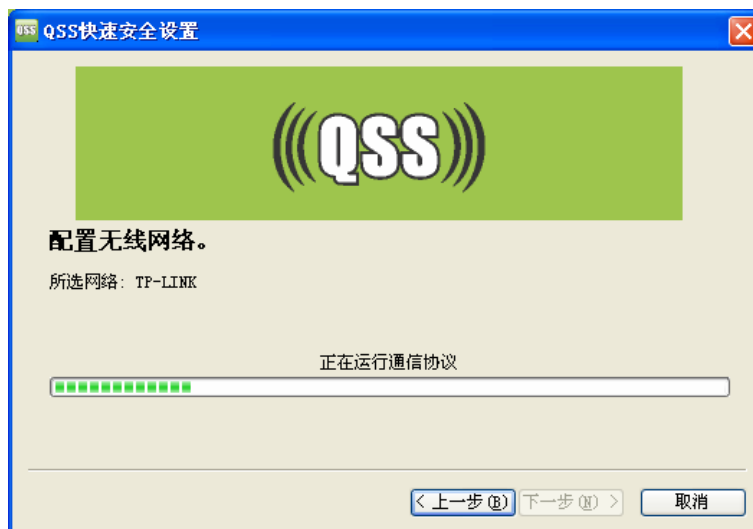 QSS QSS快速安全设置
(((QSS)))
配置无线网络。
所选网络: TP-LINK
正在运行通信协议
< 上一步(B) 下一步(N) > 取消